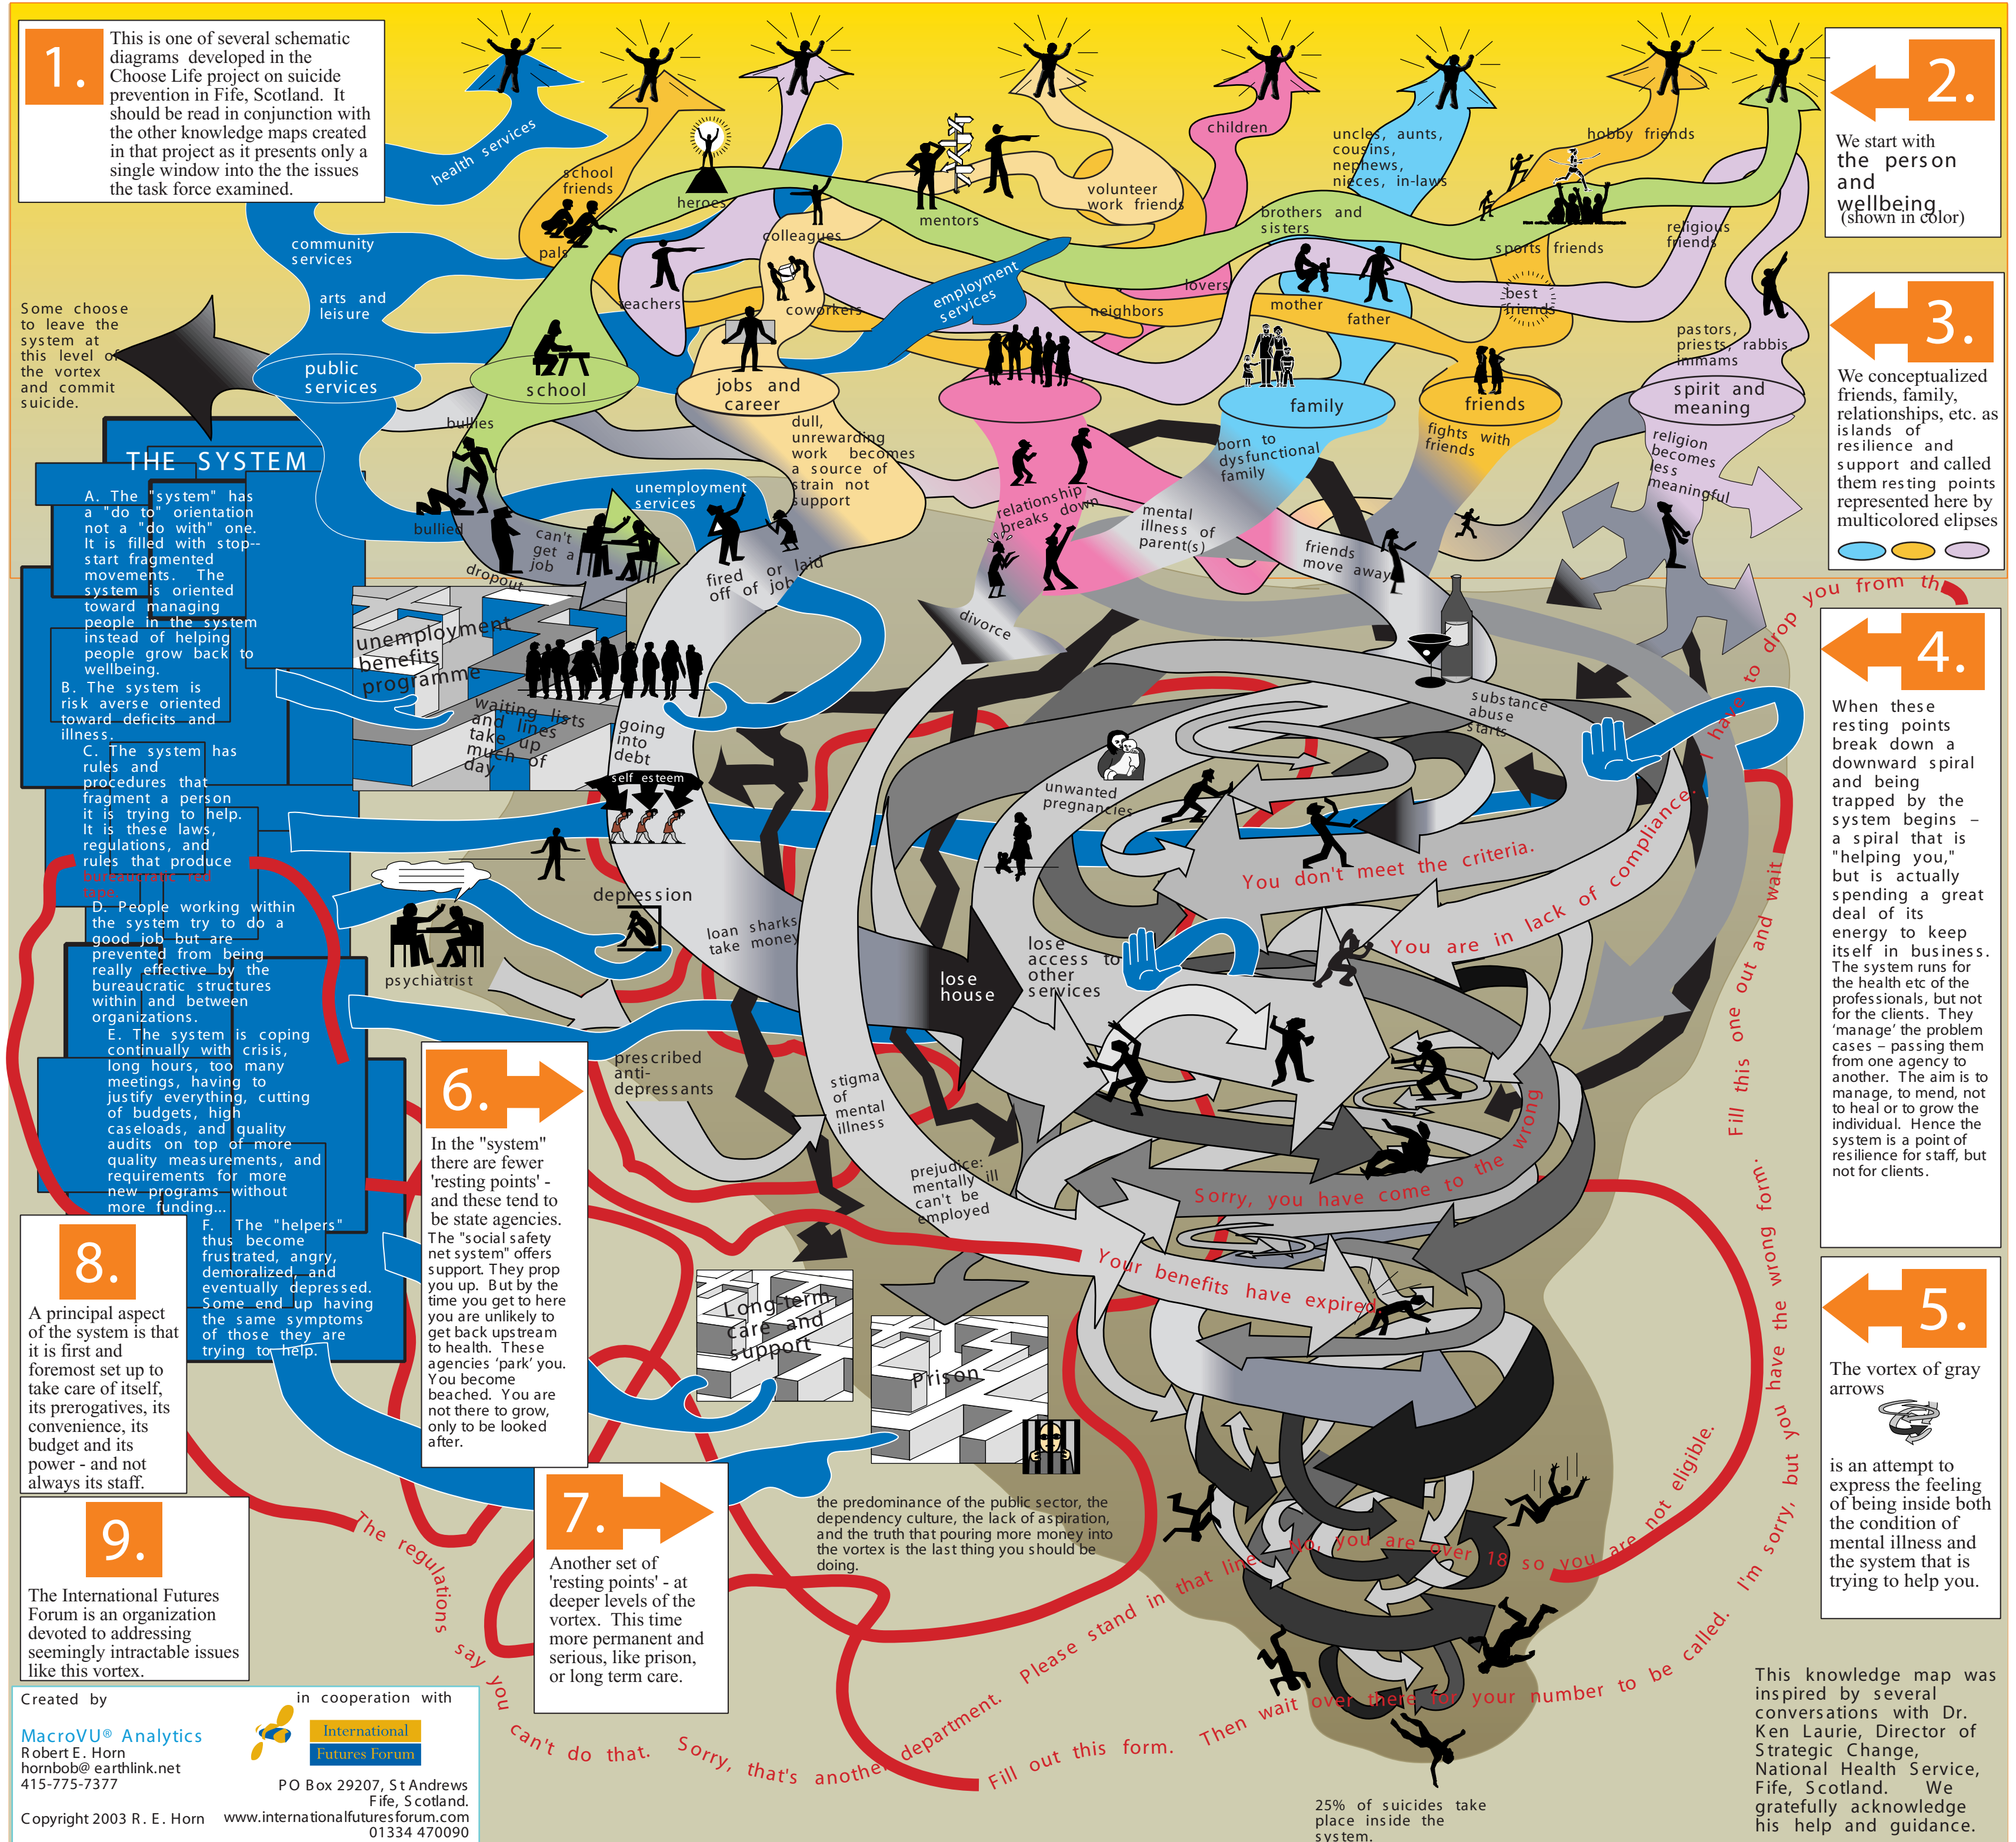 1.
This is one of several schematic
diagrams developed in the
Choose Life project on suicide
prevention in Fife, Scotland. It
should be read in conjunction with
the other knowledge maps created
in that project as it presents only a
single window into the the issues
the task force examined.
2.
We start with
the person
and
wellbeing
(shown in color)
3.
We conceptualized
friends, family,
relationships, etc. as
islands of
resilience and
support and called
them resting points
represented here by
multicolored elipses
4.
When these
resting points
break down a
downward spiral
and being
trapped by the
system begins –
a spiral that is
"helping you,"
but is actually
spending a great
deal of its
energy to keep
itself in business.
The system runs for
the health etc of the
professionals, but not
for the clients. They
'manage' the problem
cases – passing them
from one agency to
another. The aim is to
manage, to mend, not
to heal or to grow the
individual. Hence the
system is a point of
resilience for staff, but
not for clients.
5.
The vortex of gray
arrows
is an attempt to
express the feeling
of being inside both
the condition of
mental illness and
the system that is
trying to help you.
health services
school
friends
pals
heroes
colleagues
mentors
volunteer
work friends
children
uncles, aunts,
cousins,
nephews,
nieces, in-laws
hobby friends
brothers and
sisters
sports friends
religious
friends
community
services
arts and
leisure
teachers
coworkers
employment
services
neighbors
lovers
mother
father
best
friends
pastors,
priests, rabbis,
immams
Some choose
to leave the
system at
this level of
the vortex
and commit
suicide.
public
services
school
jobs and
career
family
friends
spirit and
meaning
bullies
bullied
dropout
can't
get a
job
unemployment
services
dull,
unrewarding
work becomes
a source of
strain not
support
fired or laid
off of job
relationship
breaks down
born to
dysfunctional
family
mental
illness of
parent(s)
fights with
friends
friends
move away
religion
becomes
less
meaningful
divorce
THE SYSTEM
A. The "system" has
a "do to" orientation
not a "do with" one.
It is filled with stop--
start fragmented
movements. The
system is oriented
toward managing
people in the system
instead of helping
people grow back to
wellbeing.
B. The system is
risk averse oriented
toward deficits and
illness.
C. The system has
rules and
procedures that
fragment a person
it is trying to help.
It is these laws,
regulations, and
rules that produce
bureaucratic red
tape.
D. People working within
the system try to do a
good job but are
prevented from being
really effective by the
bureaucratic structures
within and between
organizations.
E. The system is coping
continually with crisis,
long hours, too many
meetings, having to
justify everything, cutting
of budgets, high
caseloads, and quality
audits on top of more
quality measurements, and
requirements for more
new programs without
more funding...
F. The "helpers"
thus become
frustrated, angry,
demoralized, and
eventually depressed.
Some end up having
the same symptoms
of those they are
trying to help.
unemployment
benefits
programme
waiting lists
and lines
take up
much of
day
going
into
debt
self esteem
depression
psychiatrist
loan sharks
take money
lose
house
lose
access to
other
services
unwanted
pregnancies
substance
abuse
starts
prescribed
anti-
depressants
stigma
of
mental
illness
prejudice:
mentally ill
can't be
employed
You don't meet the criteria.
You are in lack of compliance.
I have to drop you from th
Sorry, you have come to the wrong
Your benefits have expired.
Long-term
care and
support
Prison
6.
In the "system"
there are fewer
'resting points' -
and these tend to
be state agencies.
The "social safety
net system" offers
support. They prop
you up. But by the
time you get to here
you are unlikely to
get back upstream
to health. These
agencies 'park' you.
You become
beached. You are
not there to grow,
only to be looked
after.
7.
Another set of
'resting points' - at
deeper levels of the
vortex. This time
more permanent and
serious, like prison,
or long term care.
8.
A principal aspect
of the system is that
it is first and
foremost set up to
take care of itself,
its prerogatives, its
convenience, its
budget and its
power - and not
always its staff.
9.
The International Futures
Forum is an organization
devoted to addressing
seemingly intractable issues
like this vortex.
the predominance of the public sector, the
dependency culture, the lack of aspiration,
and the truth that pouring more money into
the vortex is the last thing you should be
doing.
The regulations say you can't do that. Sorry, that's another department. Please stand in that line. No, you are over 18 so you are not eligible.
Fill out this form. Then wait over there for your number to be called. I'm sorry, but you have the wrong form. Fill this one out and wait
25% of suicides take
place inside the
system.
Created by
MacroVU® Analytics
Robert E. Horn
hornbob@earthlink.net
415-775-7377
Copyright 2003 R. E. Horn
in cooperation with
International
Futures Forum
PO Box 29207, St Andrews
Fife, Scotland.
www.internationalfuturesforum.com
01334 470090
This knowledge map was
inspired by several
conversations with Dr.
Ken Laurie, Director of
Strategic Change,
National Health Service,
Fife, Scotland. We
gratefully acknowledge
his help and guidance.